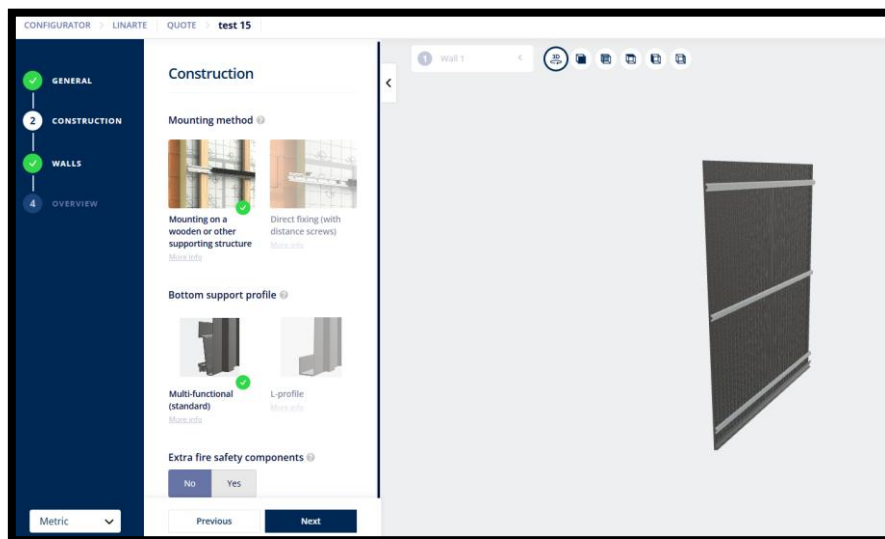 CONFIGURATOR > LINARTE QUOTE > test 15
GENERAL
2 CONSTRUCTION
WALLS
4 OVERVIEW
Metric
Construction
Mounting method ?
Mounting on a
wooden or other
supporting structure
More info
Direct fixing (with
distance screws)
More info
Bottom support profile ?
Multi-functional
(standard)
More info
L-profile
More info
Extra fire safety components ?
No Yes
Previous Next
1 Wall 1
3D